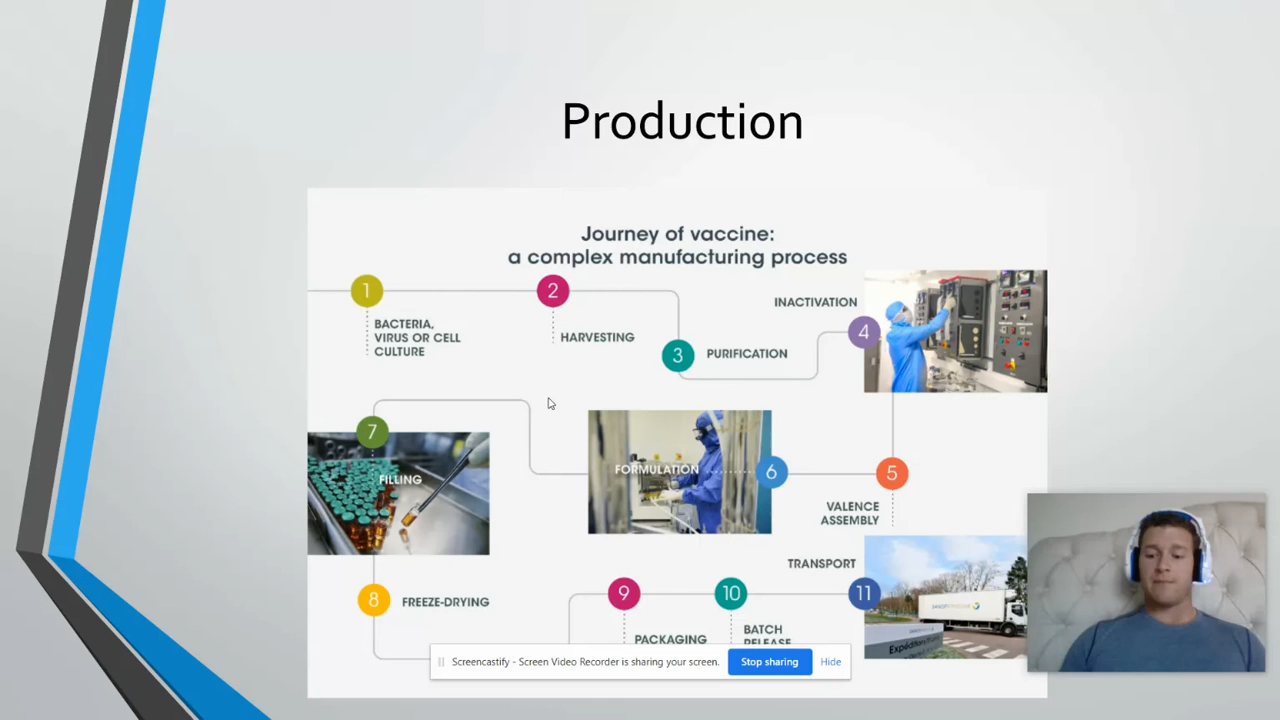 Production
Journey of vaccine:
a complex manufacturing process
1
BACTERIA,
VIRUS OR CELL
CULTURE
2
HARVESTING
3
PURIFICATION
INACTIVATION
4
5
VALENCE
ASSEMBLY
6
FORMULATION
7
FILLING
8
FREEZE-DRYING
9
PACKAGING
10
BATCH
RELEASE
TRANSPORT
11
Screencastify - Screen Video Recorder is sharing your screen.
Stop sharing
Hide